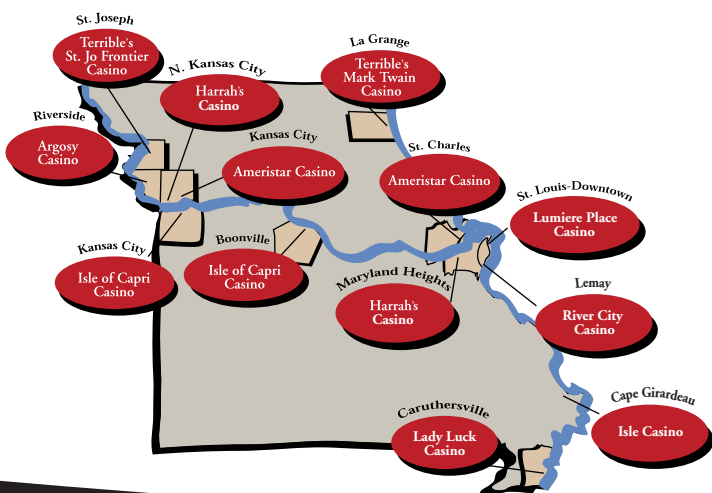 St. Joseph
Terrible's
St. Jo Frontier
Casino
N. Kansas City
Harrah's
Casino
La Grange
Terrible's
Mark Twain
Casino
Riverside
Argosy
Casino
Kansas City
Ameristar Casino
St. Charles
Ameristar Casino
St. Louis-Downtown
Lumiere Place
Casino
Kansas City
Isle of Capri
Casino
Boonville
Isle of Capri
Casino
Maryland Heights
Harrah's
Casino
Lemay
River City
Casino
Cape Girardeau
Isle Casino
Caruthersville
Lady Luck
Casino